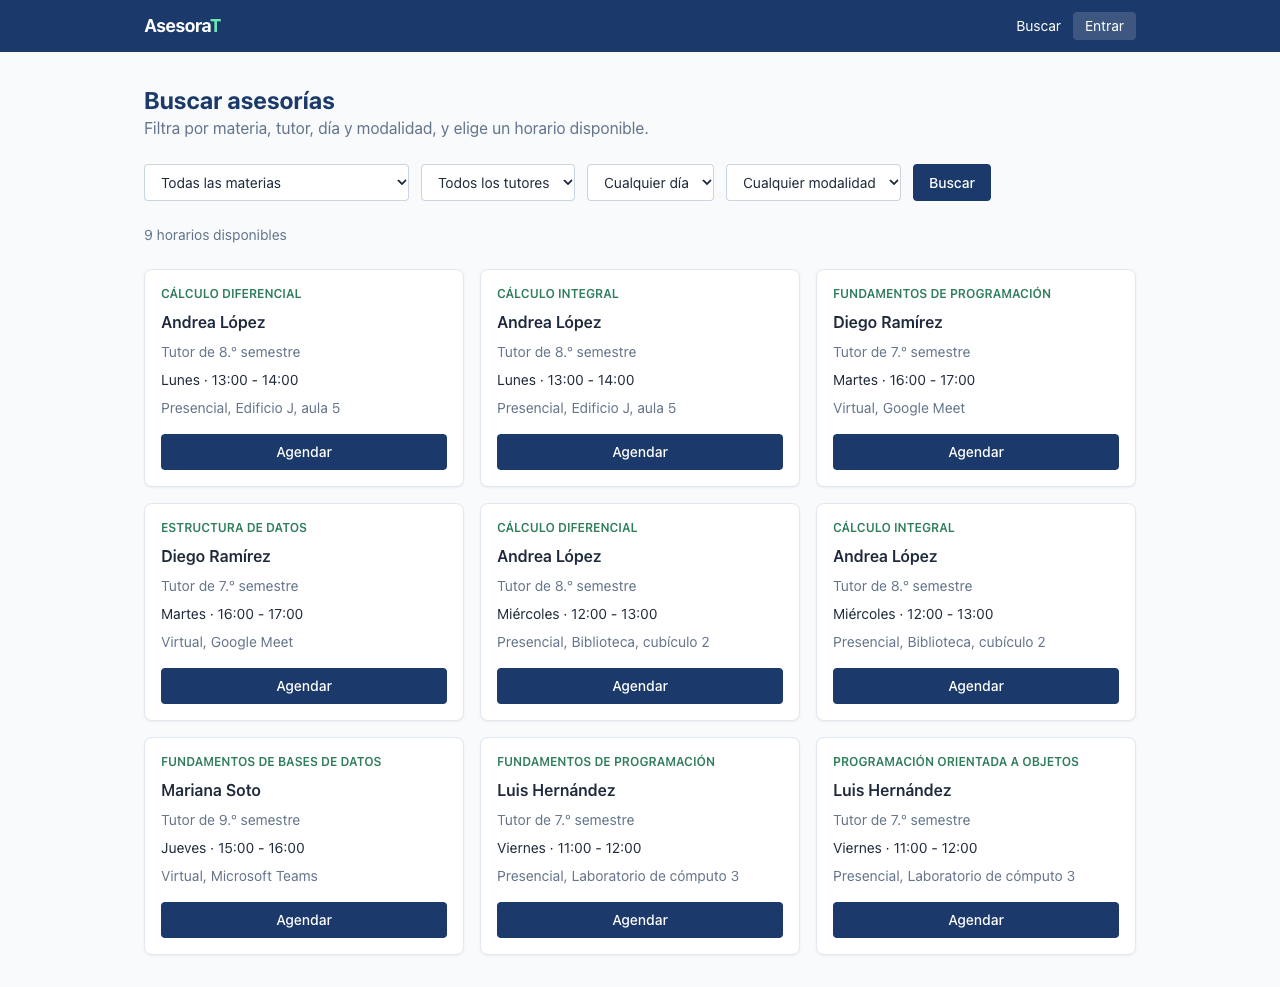 AsesoraT
Buscar
Entrar
Buscar asesorías
Filtra por materia, tutor, día y modalidad, y elige un horario disponible.
Todas las materias
Todos los tutores
Cualquier día
Cualquier modalidad
Buscar
9 horarios disponibles
CÁLCULO DIFERENCIAL
Andrea López
Tutor de 8.° semestre
Lunes · 13:00 - 14:00
Presencial, Edificio J, aula 5
Agendar
CÁLCULO INTEGRAL
Andrea López
Tutor de 8.° semestre
Lunes · 13:00 - 14:00
Presencial, Edificio J, aula 5
Agendar
FUNDAMENTOS DE PROGRAMACIÓN
Diego Ramírez
Tutor de 7.° semestre
Martes · 16:00 - 17:00
Virtual, Google Meet
Agendar
ESTRUCTURA DE DATOS
Diego Ramírez
Tutor de 7.° semestre
Martes · 16:00 - 17:00
Virtual, Google Meet
Agendar
CÁLCULO DIFERENCIAL
Andrea López
Tutor de 8.° semestre
Miércoles · 12:00 - 13:00
Presencial, Biblioteca, cubículo 2
Agendar
CÁLCULO INTEGRAL
Andrea López
Tutor de 8.° semestre
Miércoles · 12:00 - 13:00
Presencial, Biblioteca, cubículo 2
Agendar
FUNDAMENTOS DE BASES DE DATOS
Mariana Soto
Tutor de 9.° semestre
Jueves · 15:00 - 16:00
Virtual, Microsoft Teams
Agendar
FUNDAMENTOS DE PROGRAMACIÓN
Luis Hernández
Tutor de 7.° semestre
Viernes · 11:00 - 12:00
Presencial, Laboratorio de cómputo 3
Agendar
PROGRAMACIÓN ORIENTADA A OBJETOS
Luis Hernández
Tutor de 7.° semestre
Viernes · 11:00 - 12:00
Presencial, Laboratorio de cómputo 3
Agendar